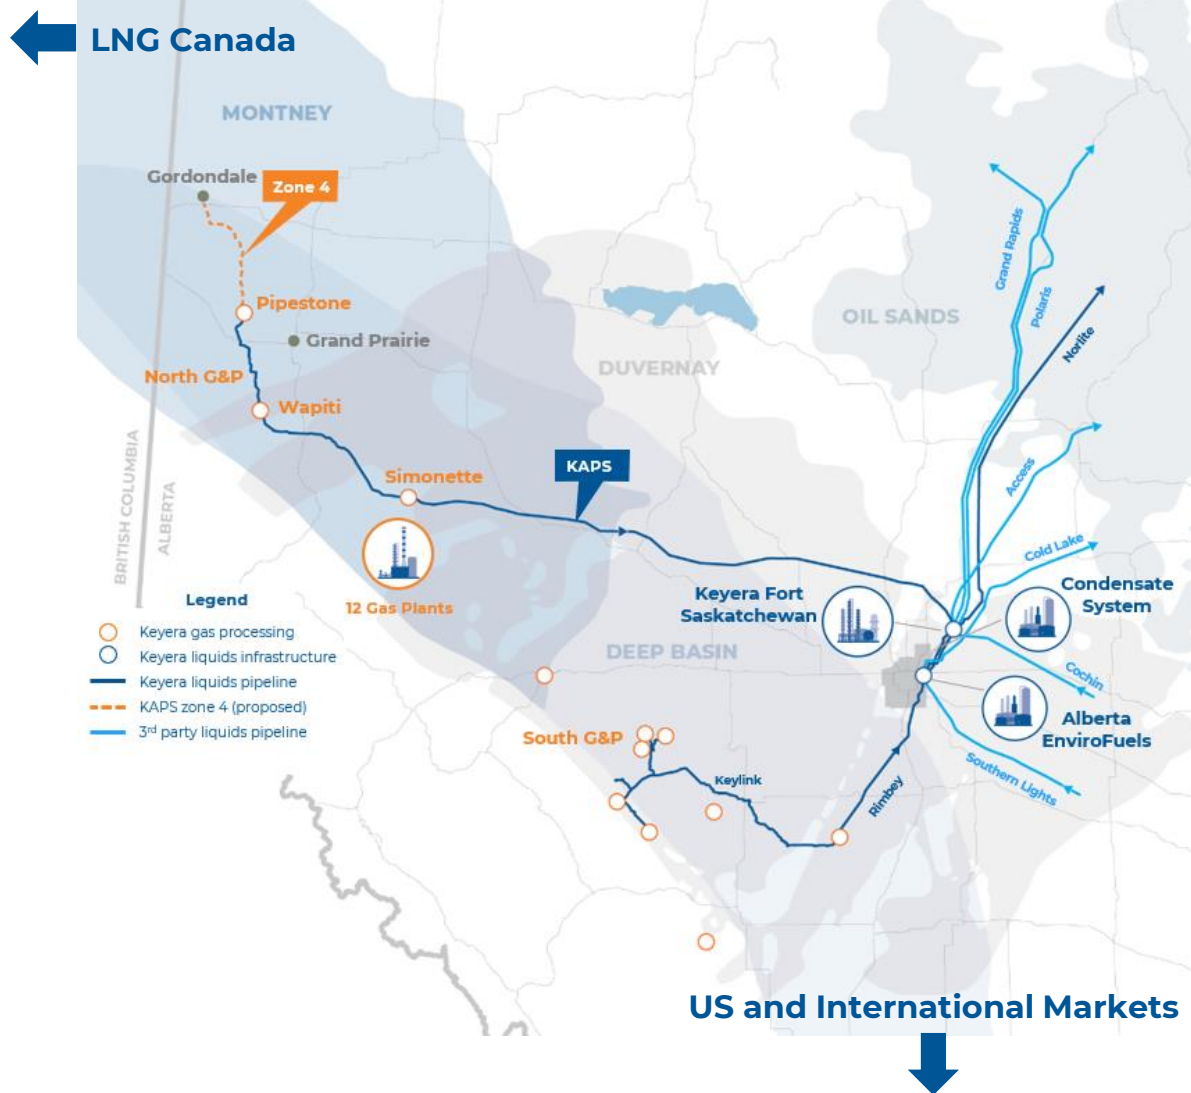 LNG Canada
MONTNEY
Gordondale
Zone 4
Pipestone
Grand Prairie
North G&P
Wapiti
Simonette
KAPS
DUVERNAY
OIL SANDS
Grand Rapids
Polaris
Norlite
Access
Cold Lake
BRITISH COLUMBIA
ALBERTA
12 Gas Plants
Keyera Fort
Saskatchewan
Condensate
System
Legend
Keyera gas processing
Keyera liquids infrastructure
Keyera liquids pipeline
KAPS zone 4 (proposed)
3rd party liquids pipeline
DEEP BASIN
Cochin
Alberta
EnviroFuels
South G&P
Keylink
Rimbey
Southern Lights
US and International Markets